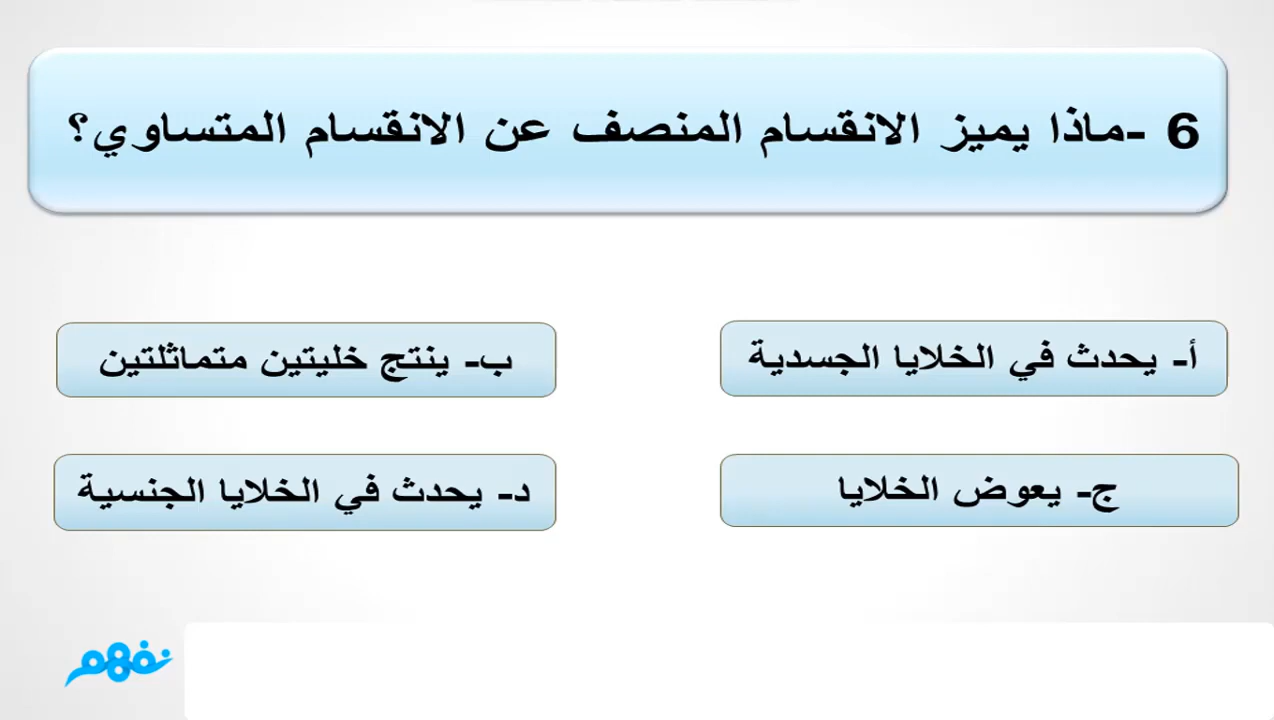 6 -ماذا يميز الانقسام المنصف عن الانقسام المتساوي؟
أ- يحدث في الخلايا الجسدية
ب- ينتج خليتين متماثلتين
ج- يعوض الخلايا
د- يحدث في الخلايا الجنسية
نفهم